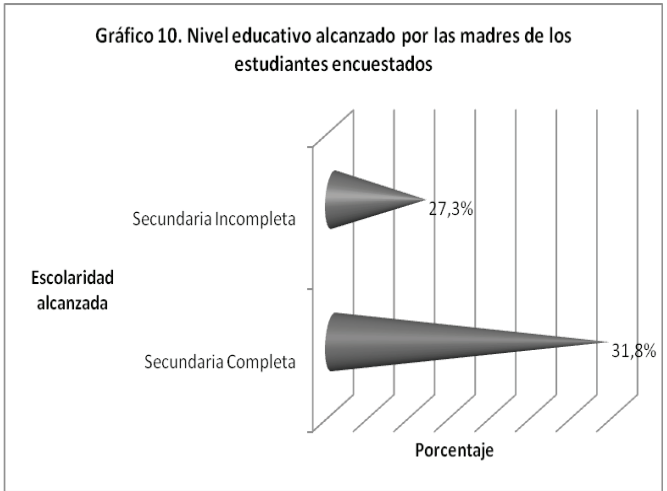 Gráfico 10. Nivel educativo alcanzado por las madres de los
estudiantes encuestados
Secundaria Incompleta
27,3%
Escolaridad
alcanzada
Secundaria Completa
31,8%
Porcentaje